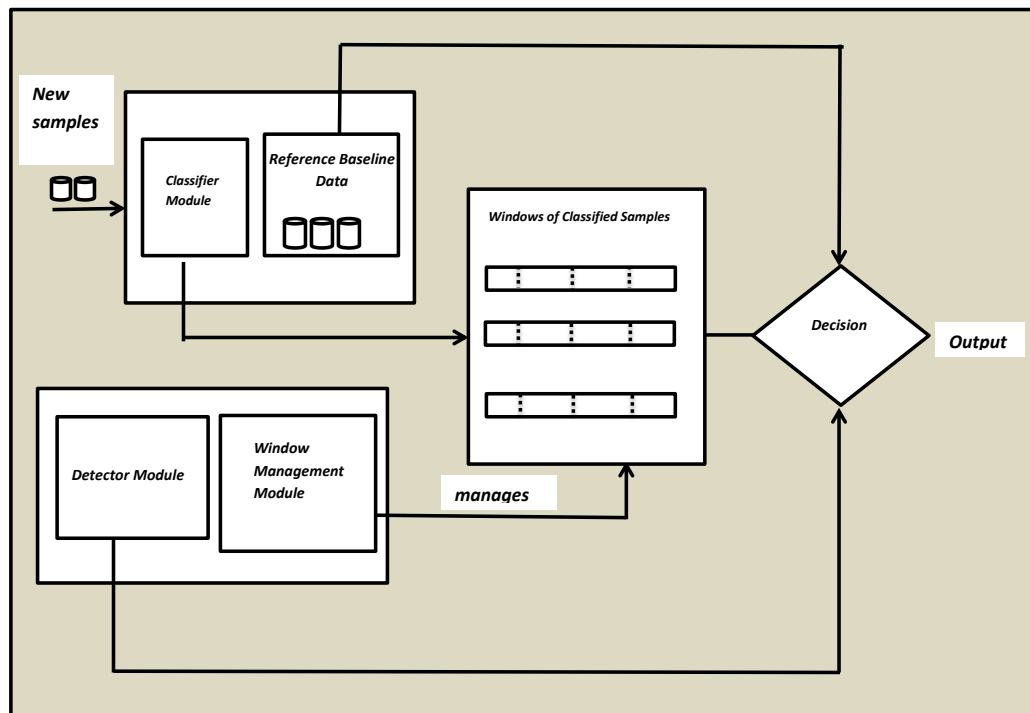 New
samples
Classifier
Module
Reference Baseline
Data
Windows of Classified Samples
Decision
Output
Detector Module
Window
Management
Module
manages